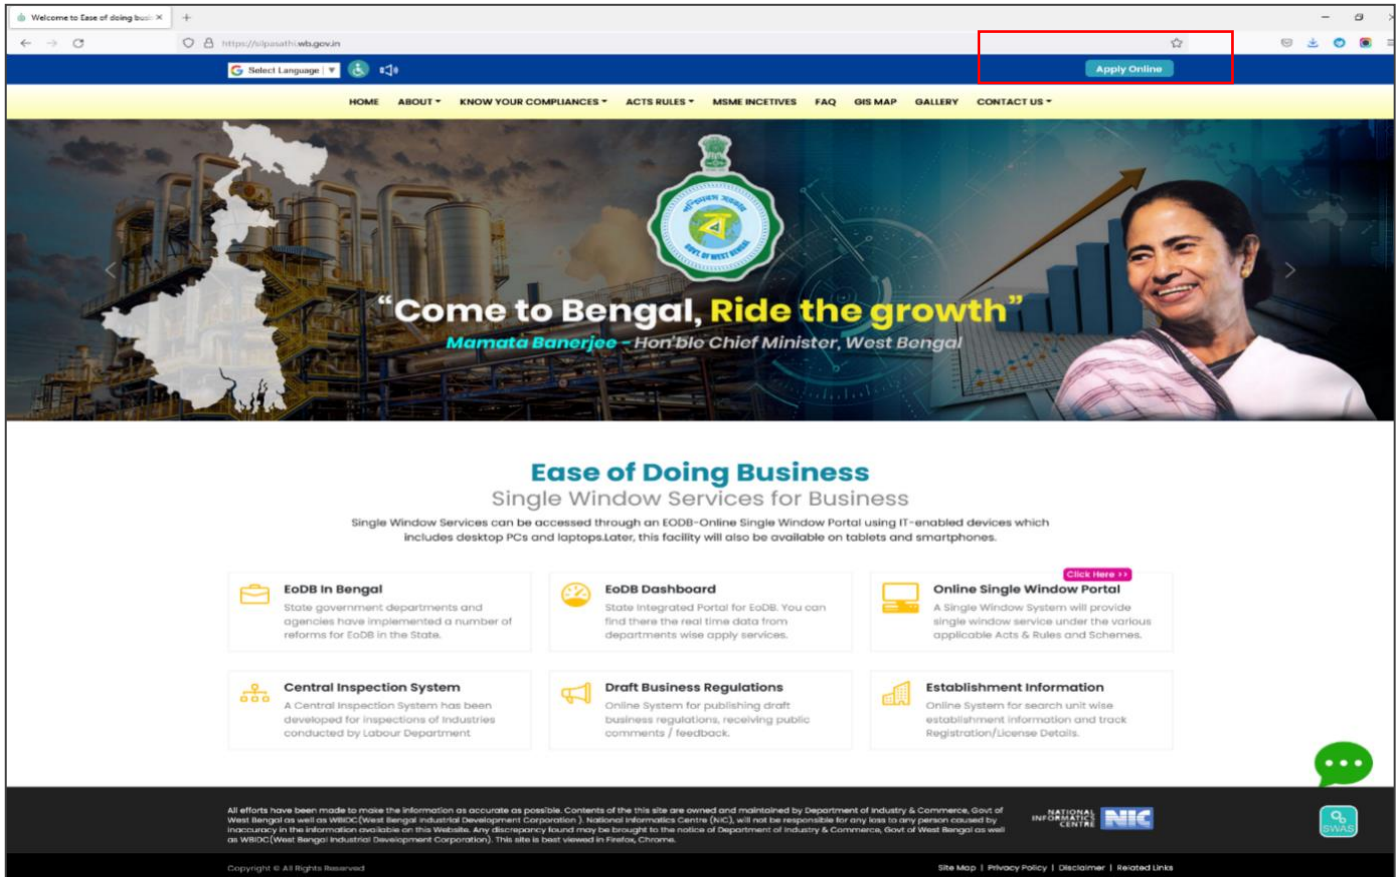 Welcome to Ease of doing busi
https://silpasathi.wb.gov.in
Select Language
Apply Online
HOME ABOUT KNOW YOUR COMPLIANCES ACTS RULES MSME INCETIVES FAQ GIS MAP GALLERY CONTACT US
পশ্চিমবঙ্গ সরকার
ব
GOVT. OF WEST BENGAL
“Come to Bengal, Ride the growth”
Mamata Banerjee - Hon'ble Chief Minister, West Bengal
Ease of Doing Business
Single Window Services for Business
Single Window Services can be accessed through an EODB-Online Single Window Portal using IT-enabled devices which
includes desktop PCs and laptops.Later, this facility will also be available on tablets and smartphones.
EoDB In Bengal
State government departments and
agencies have implemented a number of
reforms for EoDB in the State.
EoDB Dashboard
State Integrated Portal for EoDB. You can
find there the real time data from
departments wise apply services.
Click Here >>
Online Single Window Portal
A Single Window System will provide
single window service under the various
applicable Acts & Rules and Schemes.
Central Inspection System
A Central Inspection System has been
developed for inspections of Industries
conducted by Labour Department
Draft Business Regulations
Online System for publishing draft
business regulations, receiving public
comments / feedback.
Establishment Information
Online System for search unit wise
establishment information and track
Registration/License Details.
All efforts have been made to make the information as accurate as possible. Contents of the this site are owned and maintained by Department of Industry & Commerce, Govt of
West Bengal as well as WBIDC(West Bengal Industrial Development Corporation ). National Informatics Centre (NIC), will not be responsible for any loss to any person caused by
inaccuracy in the information available on this Website. Any discrepancy found may be brought to the notice of Department of Industry & Commerce, Govt of West Bengal as well
as WBIDC(West Bengal Industrial Development Corporation). This site is best viewed in Firefox, Chrome.
NATIONAL
INFORMATICS
CENTRE
NIC
SWAS
Copyright © All Rights Reserved
Site Map | Privacy Policy | Disclaimer | Related Links